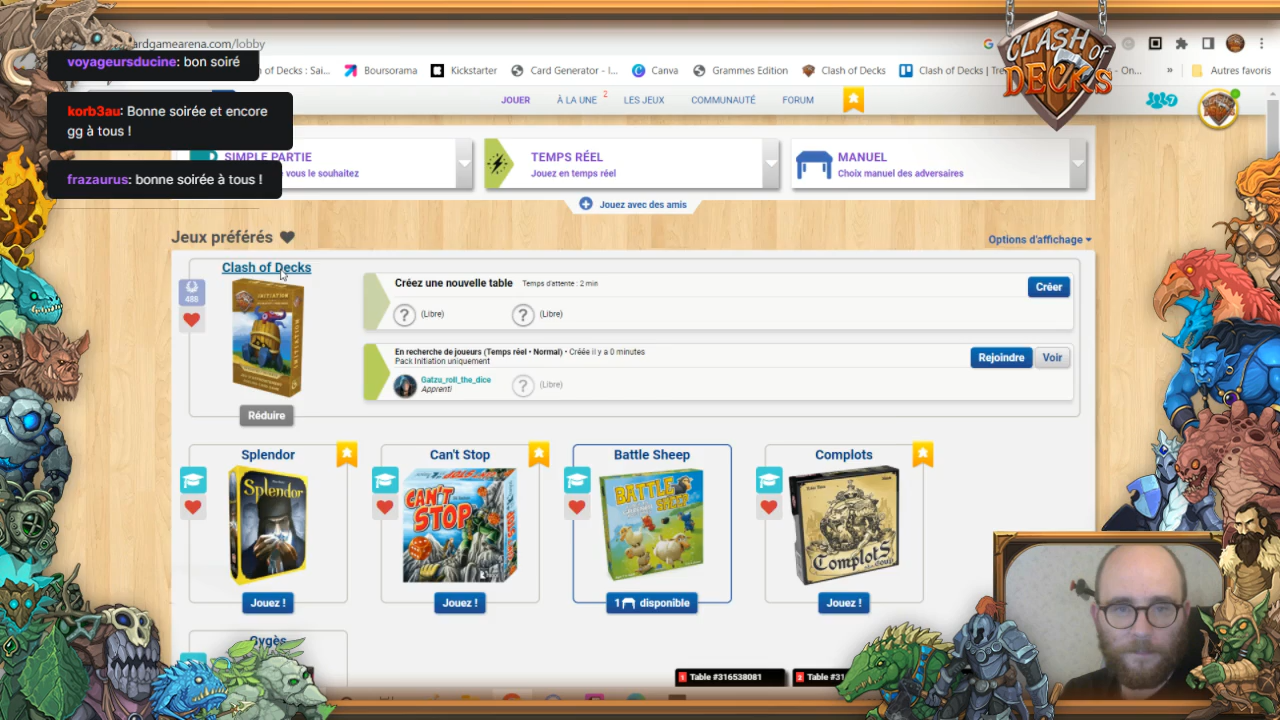 ardgamearena.com/lobby
voyageursducine: bon soiré
korb3au: Bonne soirée et encore
gg à tous !
frazaurus: bonne soirée à tous !
h of Decks : Sai...
Boursorama
Kickstarter
Card Generator - I...
Canva
Grammes Edition
Clash of Decks
Clash of Decks | Tre
- On...
»
Autres favoris
CLASH OF
DECKS
JOUER
À LA UNE 2
LES JEUX
COMMUNAUTÉ
FORUM
7
SIMPLE PARTIE
vous le souhaitez
TEMPS RÉEL
Jouez en temps réel
MANUEL
Choix manuel des adversaires
Jouez avec des amis
Jeux préférés
Options d'affichage
Clash of Decks
488
INITIATION
Réduire
Créez une nouvelle table Temps d'attente : 2 min
? (Libre)
? (Libre)
Créer
En recherche de joueurs (Temps réel • Normal) • Créée il y a 0 minutes
Pack Initiation uniquement
Gatzu_roll_the_dice
Apprenti
? (Libre)
Rejoindre
Voir
Splendor
Can't Stop
Battle Sheep
Complots
Splendor
CAN'T
STOP
BATTLE
SHEEP
Complots
Jouez !
Jouez !
1 disponible
Jouez !
Gygès
1 Table #316538081
2 Table #31